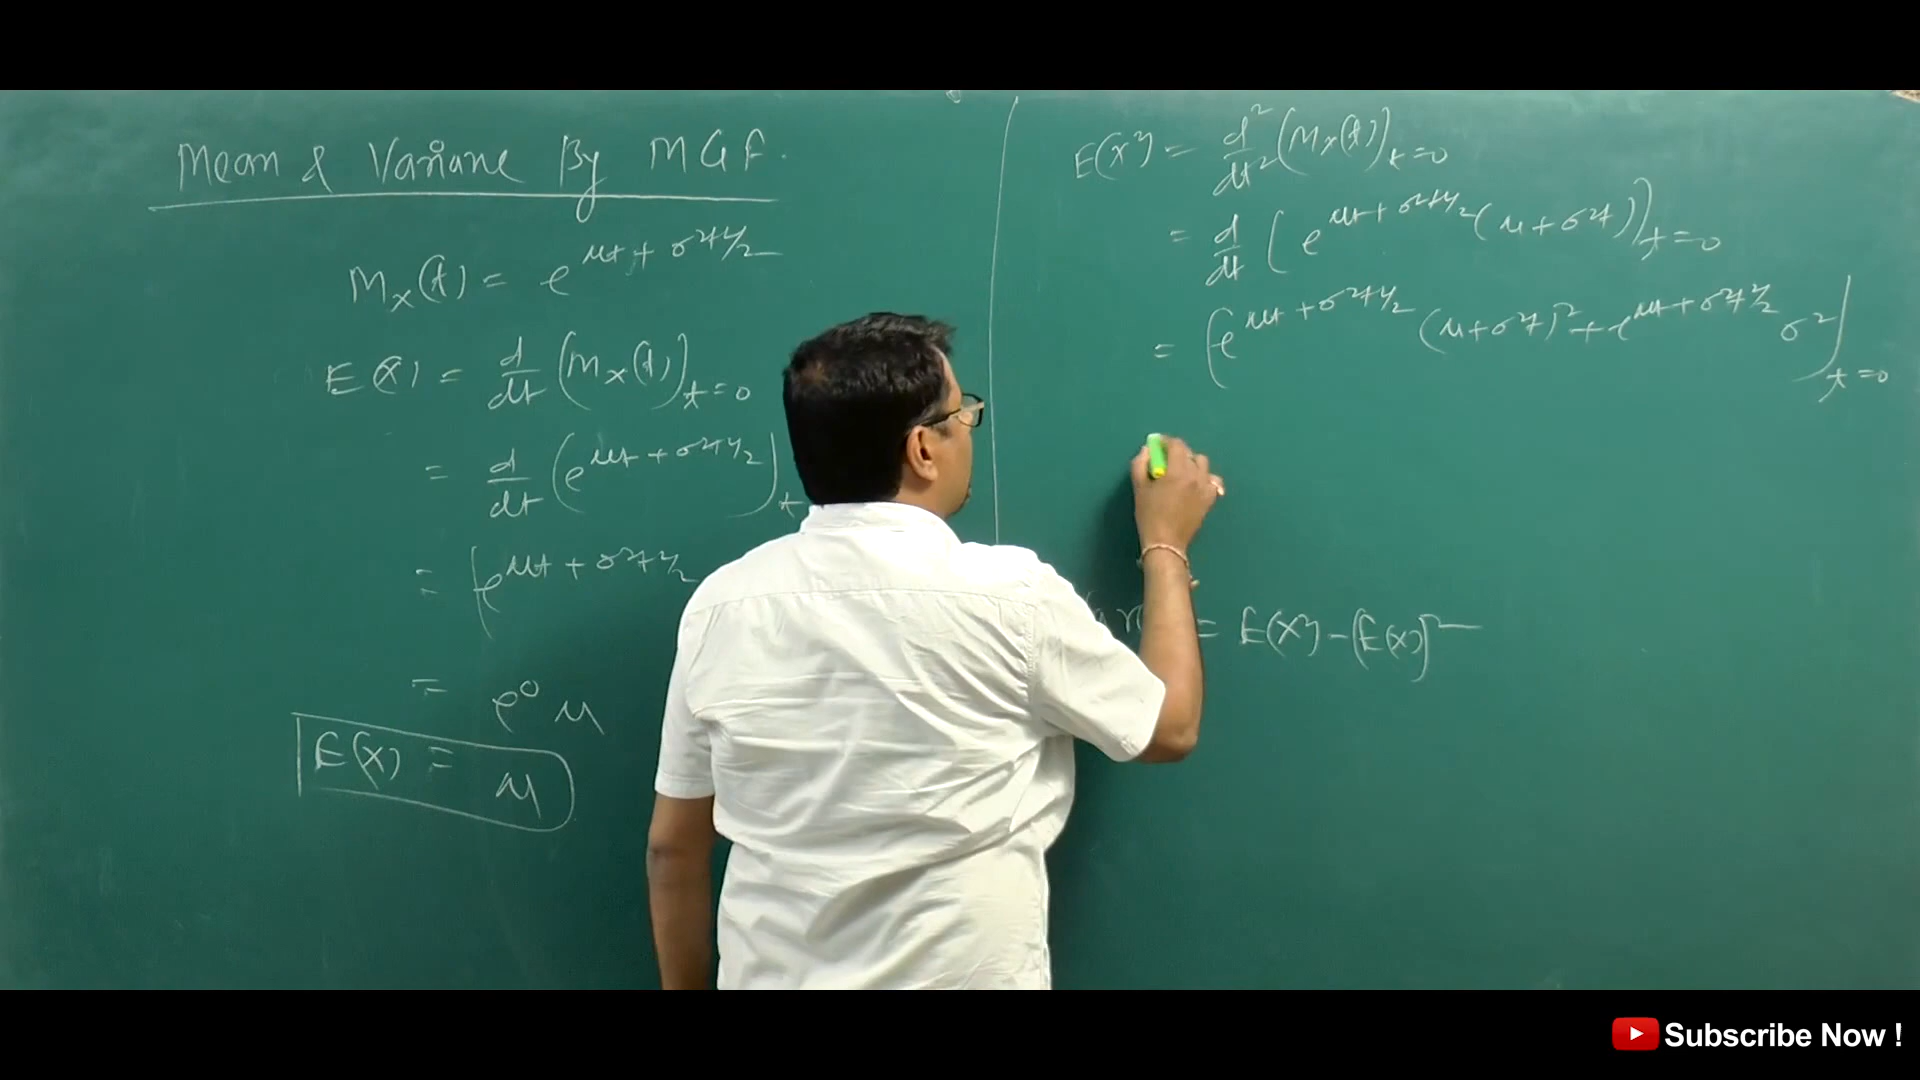 Mean & Variane By MGF.
Mx(t) = e^(μt + σ²t²/2)
E(x) = d/dt (Mx(t))t=0
= d/dt (e^(μt + σ²t²/2))t
= (e^(μt + σ²t²/2)
= e⁰ μ
E(x) = μ
E(x²) = d²/dt² (Mx(t))t=0
= d/dt (e^(μt + σ²t²/2) (μ + σ²t))t=0
= (e^(μt + σ²t²/2) (μ + σ²t)² + e^(μt + σ²t²/2) σ²)t=0
= E(x²) - (E(x))²
Subscribe Now !